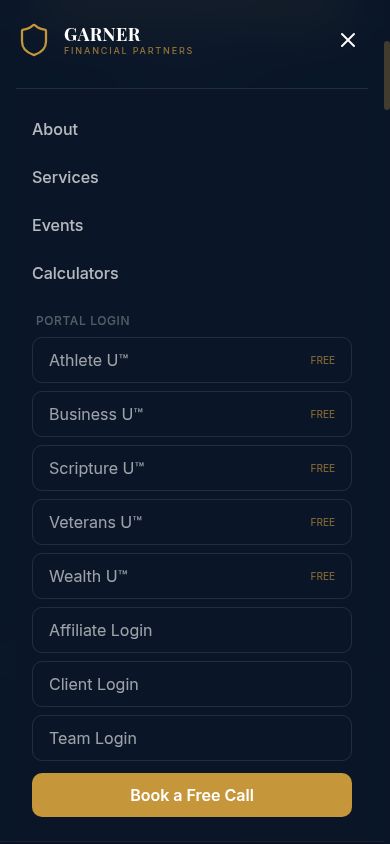 GARNER
FINANCIAL PARTNERS
About
Services
Events
Calculators
PORTAL LOGIN
Athlete U™ FREE
Business U™ FREE
Scripture U™ FREE
Veterans U™ FREE
Wealth U™ FREE
Affiliate Login
Client Login
Team Login
Book a Free Call